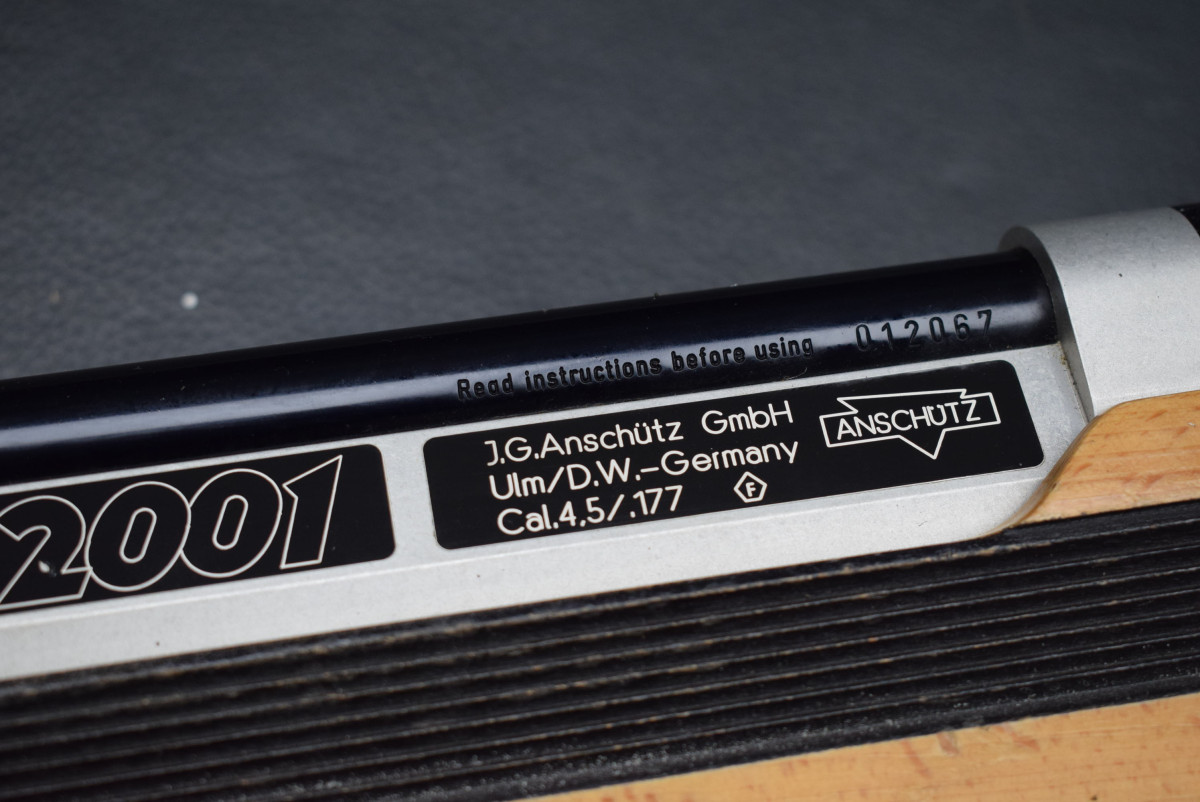 Read instructions before using 012067
J.G.Anschütz GmbH
Ulm/D.W.-Germany
Cal.4,5/.177
F
ANSCHÜTZ
2001